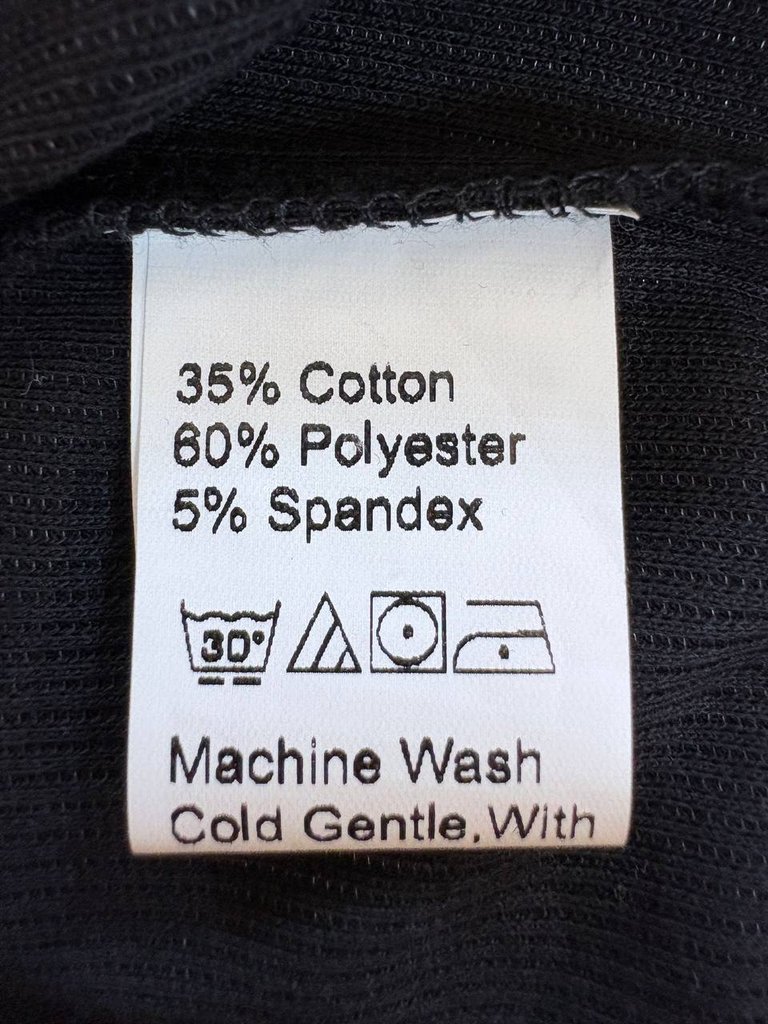 35% Cotton
60% Polyester
5% Spandex
30°
Machine Wash
Cold Gentle,With